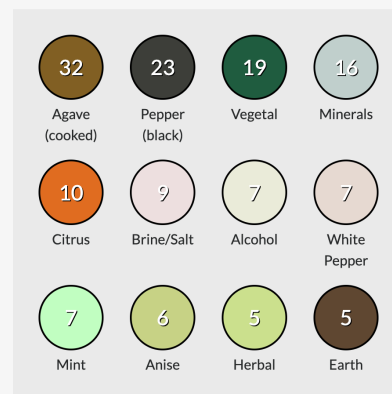 32 23 19 16
Agave Pepper Vegetal Minerals
(cooked) (black)
10 9 7 7
Citrus Brine/Salt Alcohol White
Pepper
7 6 5 5
Mint Anise Herbal Earth